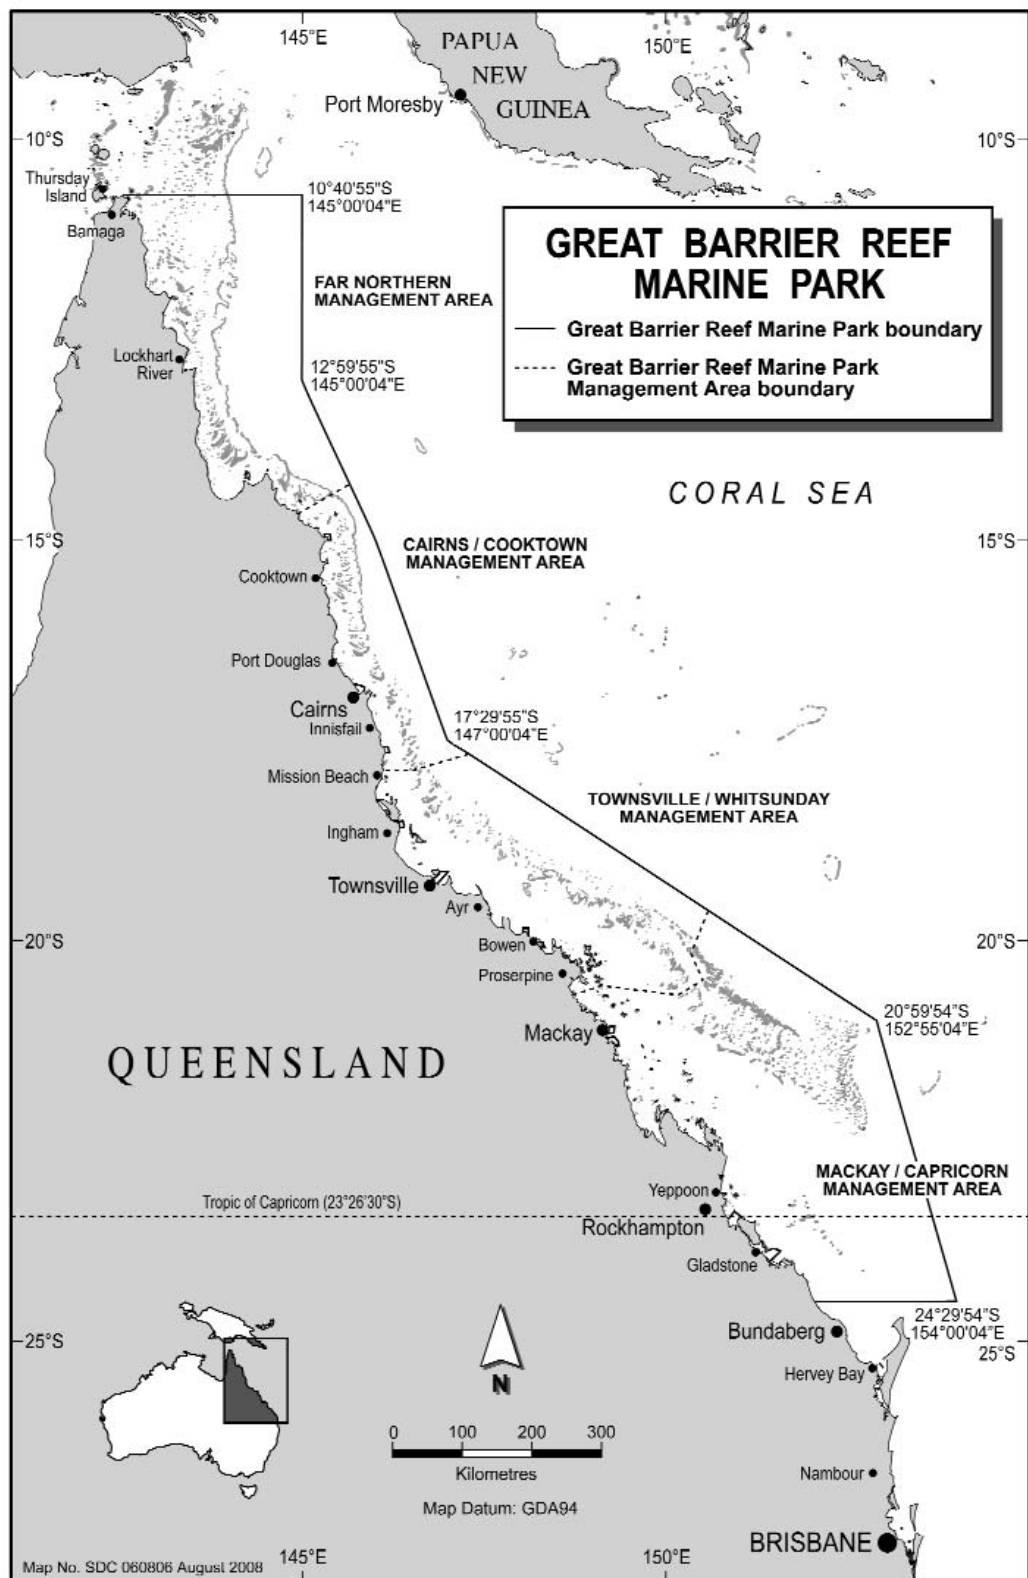 145°E
150°E
PAPUA
NEW
GUINEA
Port Moresby
10°S
10°S
Thursday
Island
Bamaga
10°40'55"S
145°00'04"E
GREAT BARRIER REEF
MARINE PARK
Great Barrier Reef Marine Park boundary
Great Barrier Reef Marine Park
Management Area boundary
FAR NORTHERN
MANAGEMENT AREA
Lockhart
River
12°59'55"S
145°00'04"E
CORAL SEA
15°S
15°S
CAIRNS / COOKTOWN
MANAGEMENT AREA
Cooktown
Port Douglas
Cairns
Innisfail
17°29'55"S
147°00'04"E
Mission Beach
TOWNSVILLE / WHITSUNDAY
MANAGEMENT AREA
Ingham
Townsville
Ayr
20°S
20°S
Bowen
Proserpine
20°59'54"S
152°55'04"E
Mackay
QUEENSLAND
MACKAY / CAPRICORN
MANAGEMENT AREA
Yeppoon
Tropic of Capricorn (23°26'30"S)
Rockhampton
Gladstone
24°29'54"S
154°00'04"E
Bundaberg
25°S
25°S
Hervey Bay
N
0 100 200 300
Kilometres
Nambour
Map Datum: GDA94
BRISBANE
145°E
150°E
Map No. SDC 060806 August 2008